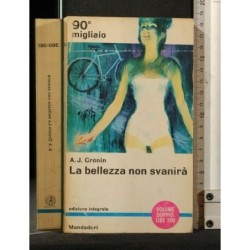 90°
migliaio
A. J. Cronin
La bellezza non svanirà
edizione integrale
VOLUME
DOPPIO
LIRE 500
Mondadori